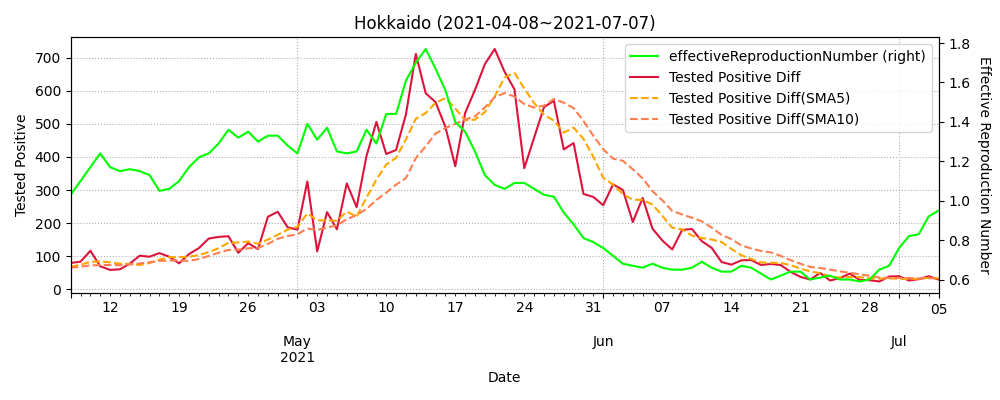 Hokkaido (2021-04-08~2021-07-07)
effectiveReproductionNumber (right)
Tested Positive Diff
Tested Positive Diff(SMA5)
Tested Positive Diff(SMA10)
Tested Positive
700
600
500
400
300
200
100
0
1.8
1.6
1.4
1.2
1.0
0.8
0.6
Effective Reproduction Number
12 19 26 03 10 17 24 31 07 14 21 28 05
May Jun Jul
2021
Date